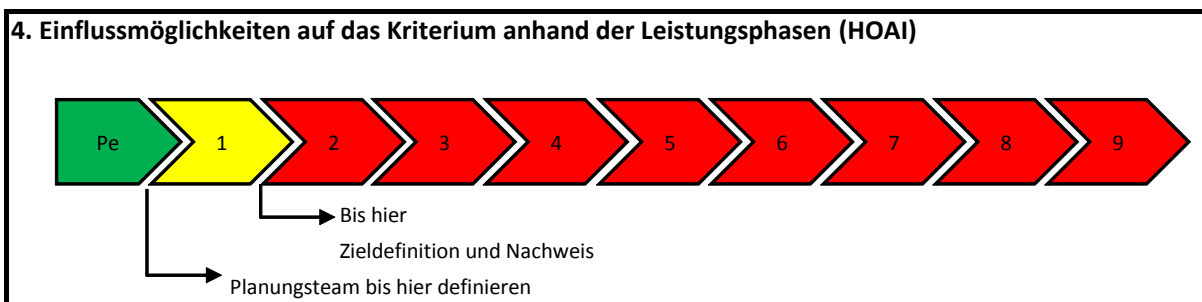 4. Einflussmöglichkeiten auf das Kriterium anhand der Leistungsphasen (HOAI)
Pe 1 2 3 4 5 6 7 8 9
Bis hier
Zieldefinition und Nachweis
Planungsteam bis hier definieren